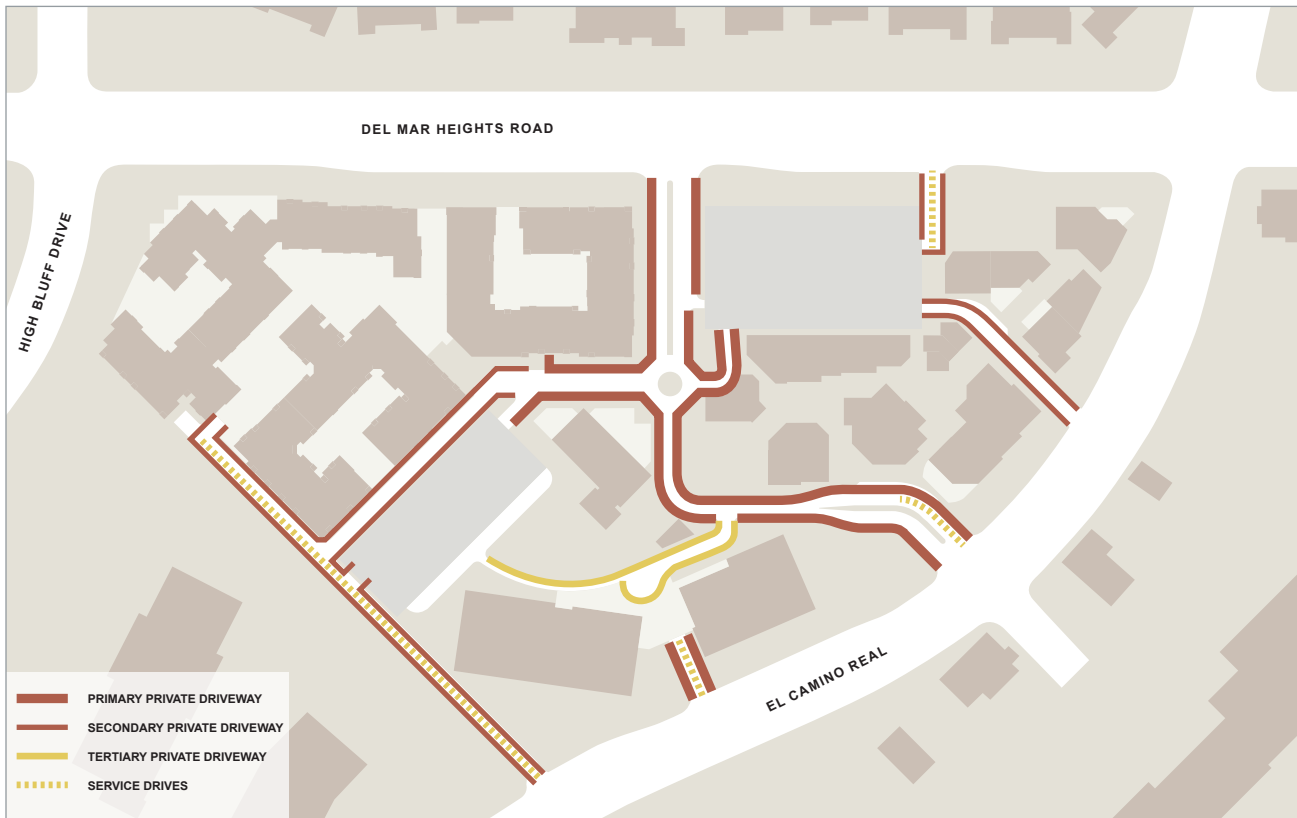 DEL MAR HEIGHTS ROAD
HIGH BLUFF DRIVE
EL CAMINO REAL
PRIMARY PRIVATE DRIVEWAY
SECONDARY PRIVATE DRIVEWAY
TERTIARY PRIVATE DRIVEWAY
SERVICE DRIVES